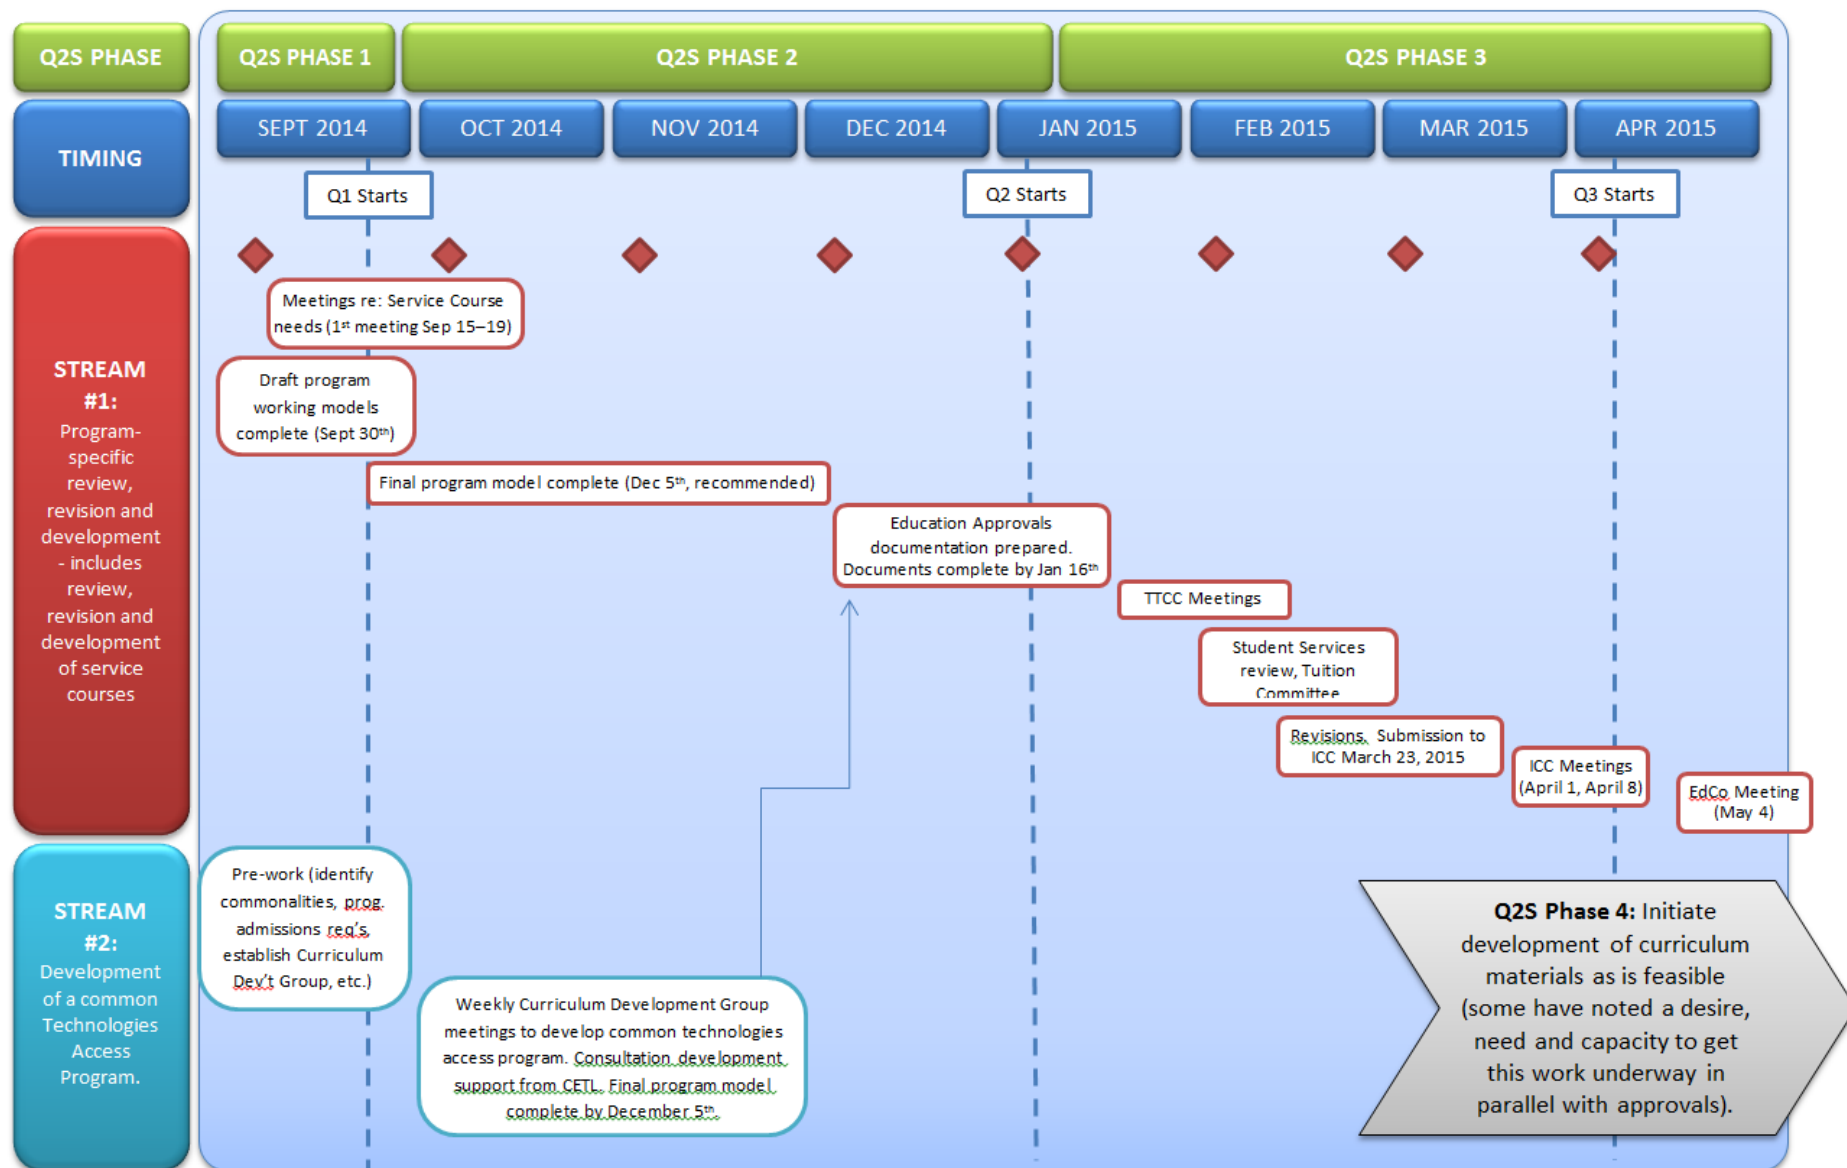 Q2S PHASE
Q2S PHASE 1
Q2S PHASE 2
Q2S PHASE 3
TIMING
SEPT 2014
OCT 2014
NOV 2014
DEC 2014
JAN 2015
FEB 2015
MAR 2015
APR 2015
Q1 Starts
Q2 Starts
Q3 Starts
STREAM
#1:
Program-
specific
review,
revision and
development
- includes
review,
revision and
development
of service
courses
Meetings re: Service Course
needs (1st meeting Sep 15–19)
Draft program
working models
complete (Sept 30th)
Final program model complete (Dec 5th, recommended)
Education Approvals
documentation prepared.
Documents complete by Jan 16th
TTCC Meetings
Student Services
review, Tuition
Committee
Revisions. Submission to
ICC March 23, 2015
ICC Meetings
(April 1, April 8)
EdCo Meeting
(May 4)
STREAM
#2:
Development
of a common
Technologies
Access
Program.
Pre-work (identify
commonalities, prog.
admissions req's,
establish Curriculum
Dev't Group, etc.)
Weekly Curriculum Development Group
meetings to develop common technologies
access program. Consultation development
support from CETL. Final program model
complete by December 5th.
Q2S Phase 4: Initiate
development of curriculum
materials as is feasible
(some have noted a desire,
need and capacity to get
this work underway in
parallel with approvals).